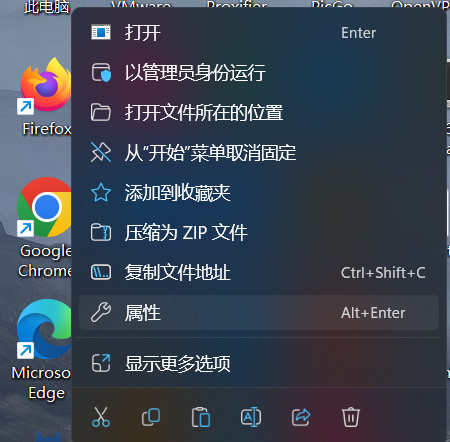 此电脑
VMware
Proxifier
PicGo
OpenVP
打开
Enter
以管理员身份运行
打开文件所在的位置
Firefox
从“开始”菜单取消固定
添加到收藏夹
压缩为 ZIP 文件
Google
Chrome
复制文件地址
Ctrl+Shift+C
属性
Alt+Enter
显示更多选项
Microso
Edge